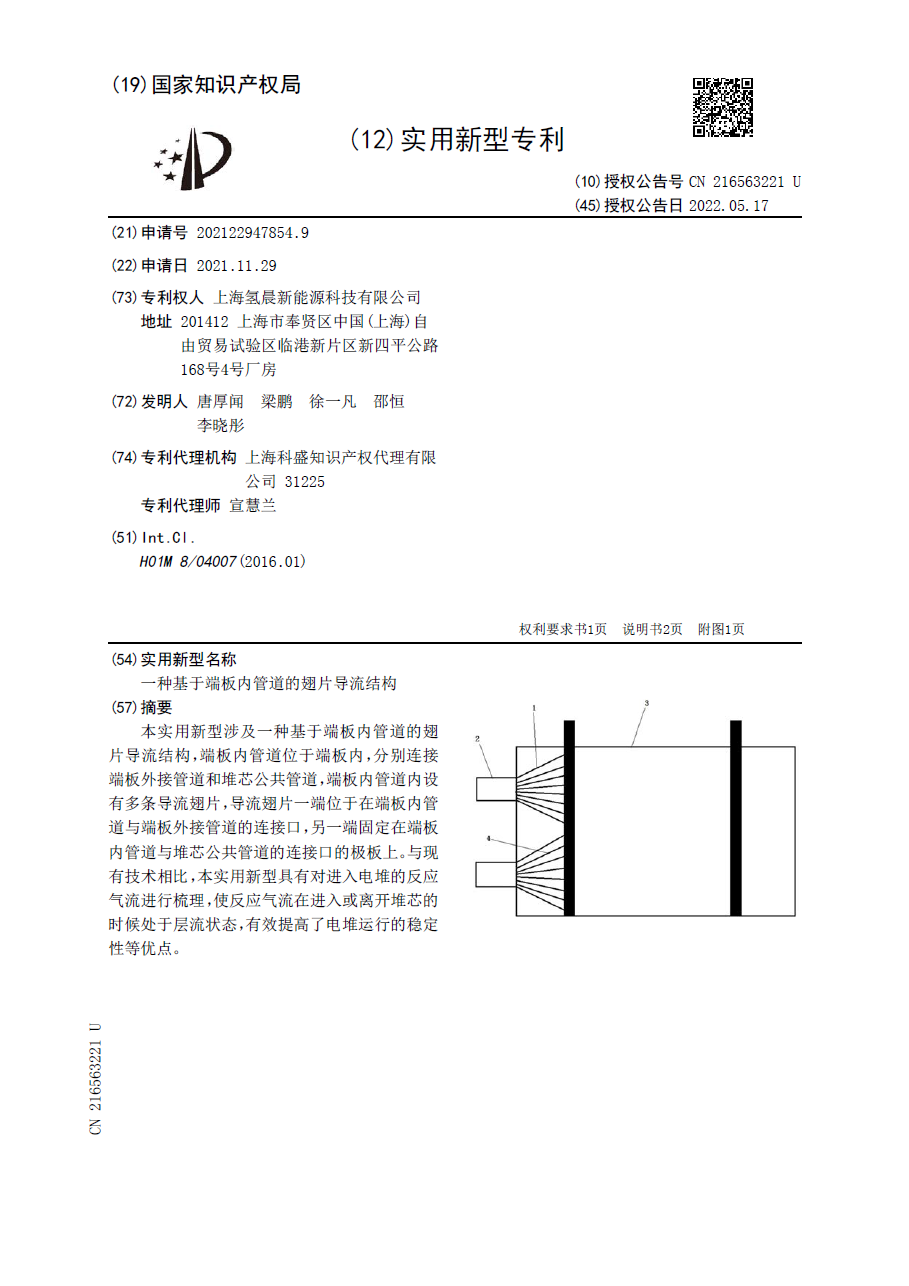 (19)国家知识产权局
(12)实用新型专利
(10)授权公告号 CN 216563221 U
(45)授权公告日 2022.05.17
(21)申请号 202122947854.9
(22)申请日 2021.11.29
(73)专利权人 上海氢晨新能源科技有限公司
地址 201412 上海市奉贤区中国(上海)自
由贸易试验区临港新片区新四平公路
168号4号厂房
(72)发明人 唐厚闻 梁鹏 徐一凡 邵恒
李晓彤
(74)专利代理机构 上海科盛知识产权代理有限
公司 31225
专利代理师 宣慧兰
(51)Int.Cl.
H01M 8/04007(2016.01)
权利要求书1页 说明书2页 附图1页
(54)实用新型名称
一种基于端板内管道的翅片导流结构
(57)摘要
本实用新型涉及一种基于端板内管道的翅
片导流结构,端板内管道位于端板内,分别连接
端板外接管道和堆芯公共管道,端板内管道内设
有多条导流翅片,导流翅片一端位于在端板内管
道与端板外接管道的连接口,另一端固定在端板
内管道与堆芯公共管道的连接口的极板上。与现
有技术相比,本实用新型具有对进入电堆的反应
气流进行梳理,使反应气流在进入或离开堆芯的
时候处于层流状态,有效提高了电堆运行的稳定
性等优点。
1
2
3
4
CN 216563221 U